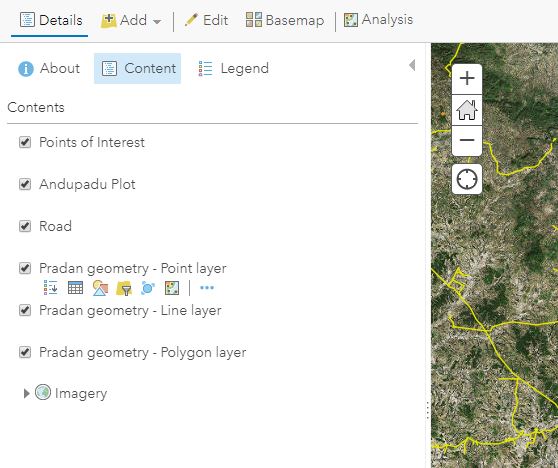 Details Add Edit Basemap Analysis
About Content Legend
Contents
Points of Interest
Andupadu Plot
Road
Pradan geometry - Point layer
Pradan geometry - Line layer
Pradan geometry - Polygon layer
Imagery